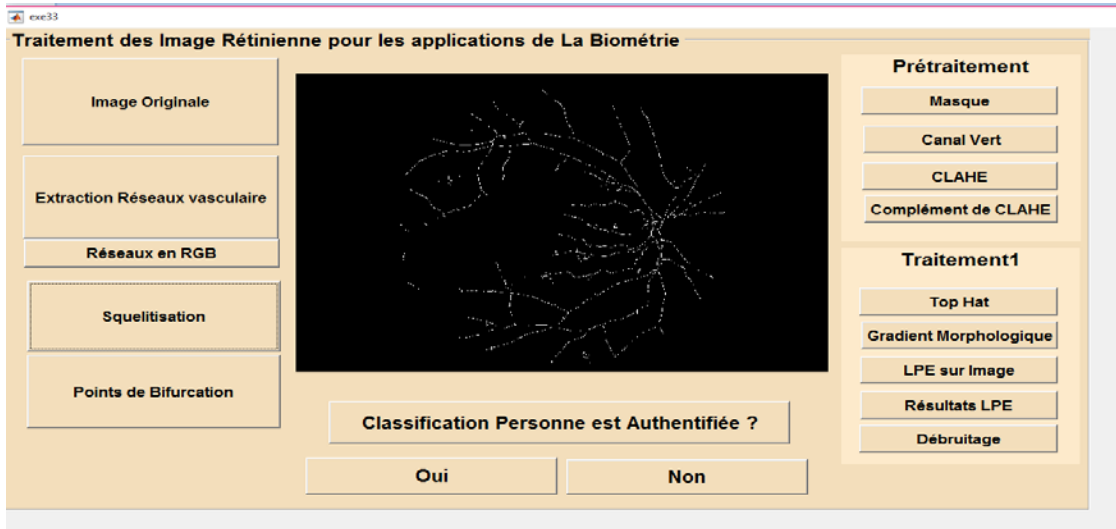 exe33
Traitement des Image Rétinienne pour les applications de La Biométrie
Image Originale
Extraction Réseaux vasculaire
Réseaux en RGB
Squelitisation
Points de Bifurcation
Classification Personne est Authentifiée ?
Oui
Non
Prétraitement
Masque
Canal Vert
CLAHE
Complément de CLAHE
Traitement1
Top Hat
Gradient Morphologique
LPE sur Image
Résultats LPE
Débruitage